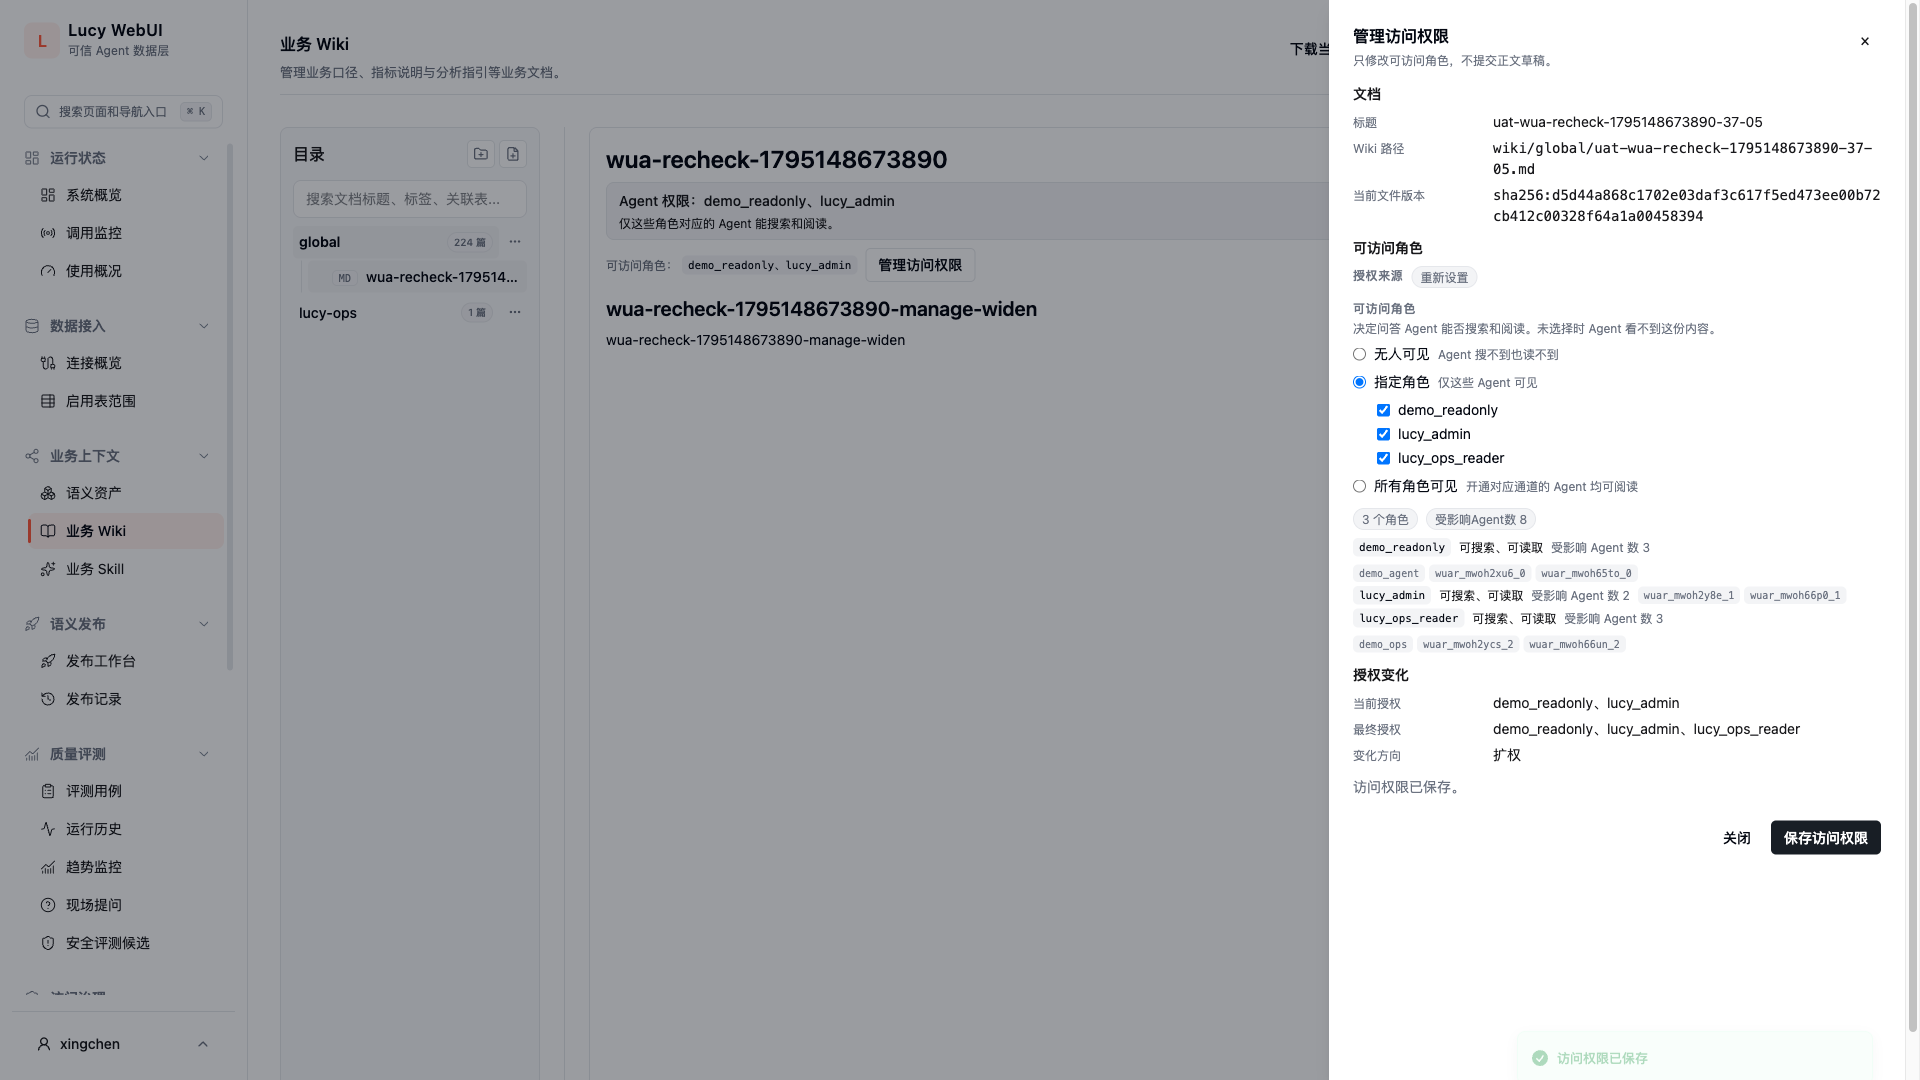 L
Lucy WebUI
可信 Agent 数据层
搜索页面和导航入口 ⌘ K
运行状态
系统概览
调用监控
使用概况
数据接入
连接概览
启用表范围
业务上下文
语义资产
业务 Wiki
业务 Skill
语义发布
发布工作台
发布记录
质量评测
评测用例
运行历史
趋势监控
现场提问
安全评测候选
xingchen
业务 Wiki
管理业务口径、指标说明与分析指引等业务文档。
下载当
目录
搜索文档标题、标签、关联表...
global 224 篇 ...
MD wua-recheck-179514...
lucy-ops 1 篇 ...
wua-recheck-1795148673890
Agent 权限：demo_readonly、lucy_admin
仅这些角色对应的 Agent 能搜索和阅读。
可访问角色： demo_readonly、lucy_admin 管理访问权限
wua-recheck-1795148673890-manage-widen
wua-recheck-1795148673890-manage-widen
管理访问权限
只修改可访问角色，不提交正文草稿。
×
文档
标题 uat-wua-recheck-1795148673890-37-05
Wiki 路径 wiki/global/uat-wua-recheck-1795148673890-37-
05.md
当前文件版本 sha256:d5d44a868c1702e03daf3c617f5ed473ee00b72
cb412c00328f64a1a00458394
可访问角色
授权来源 重新设置
可访问角色
决定问答 Agent 能否搜索和阅读。未选择时 Agent 看不到这份内容。
无人可见 Agent 搜不到也读不到
指定角色 仅这些 Agent 可见
demo_readonly
lucy_admin
lucy_ops_reader
所有角色可见 开通对应通道的 Agent 均可阅读
3 个角色 受影响Agent数 8
demo_readonly 可搜索、可读取 受影响 Agent 数 3
demo_agent wuar_mwoh2xu6_0 wuar_mwoh65to_0
lucy_admin 可搜索、可读取 受影响 Agent 数 2 wuar_mwoh2y8e_1 wuar_mwoh66p0_1
lucy_ops_reader 可搜索、可读取 受影响 Agent 数 3
demo_ops wuar_mwoh2ycs_2 wuar_mwoh66un_2
授权变化
当前授权 demo_readonly、lucy_admin
最终授权 demo_readonly、lucy_admin、lucy_ops_reader
变化方向 扩权
访问权限已保存。
关闭 保存访问权限
访问权限已保存